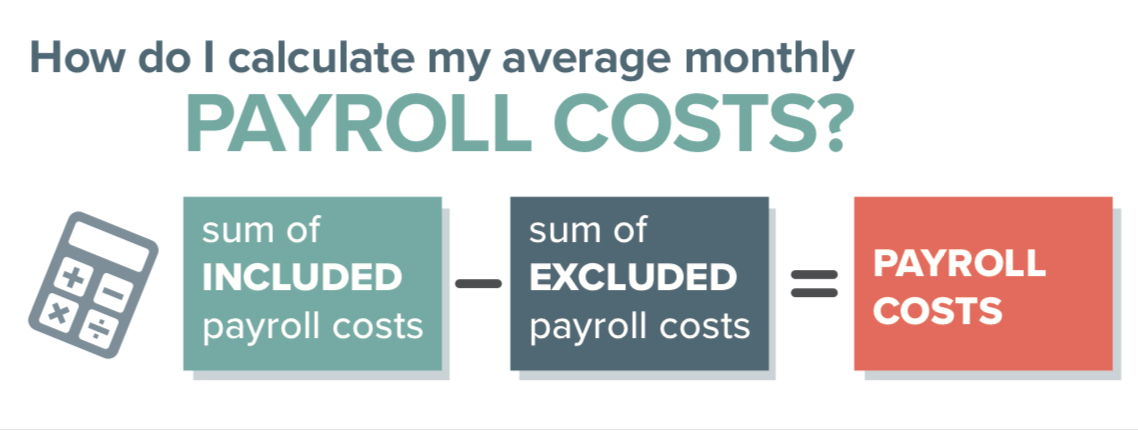 How do I calculate my average monthly
PAYROLL COSTS?
sum of
INCLUDED
payroll costs
−
sum of
EXCLUDED
payroll costs
=
PAYROLL
COSTS